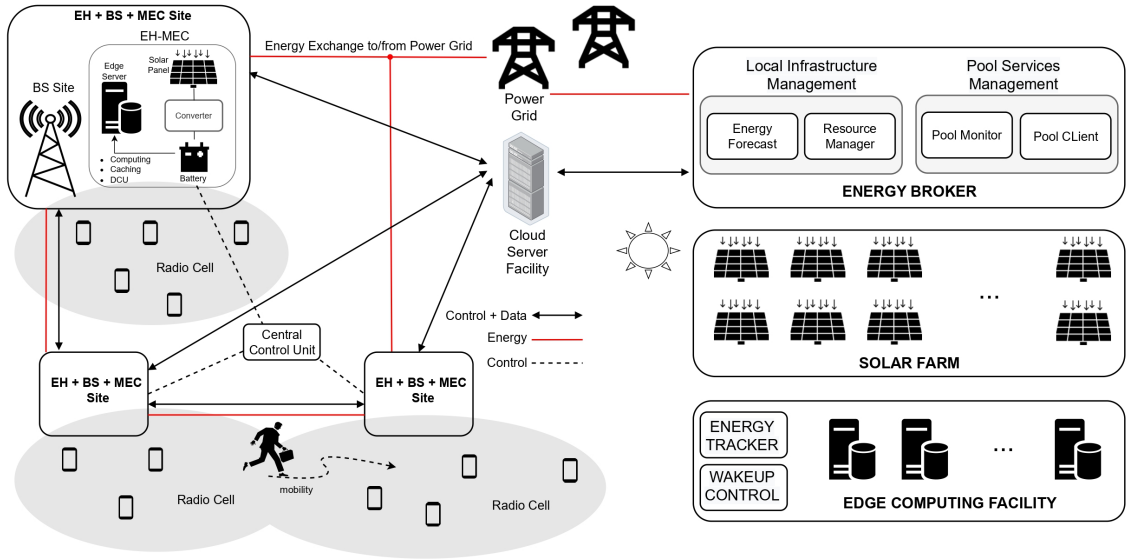 EH + BS + MEC Site
EH-MEC
Solar
Panel
Edge
Server
BS Site
Converter
Computing
Caching
DCU
Battery
Energy Exchange to/from Power Grid
Power
Grid
Cloud
Server
Facility
Radio Cell
Central
Control Unit
Control + Data
Energy
Control
EH + BS + MEC
Site
EH + BS + MEC
Site
mobility
Radio Cell
Radio Cell
Local Infrastructure
Management
Pool Services
Management
Energy
Forecast
Resource
Manager
Pool Monitor
Pool CLient
ENERGY BROKER
...
SOLAR FARM
ENERGY
TRACKER
WAKEUP
CONTROL
...
EDGE COMPUTING FACILITY